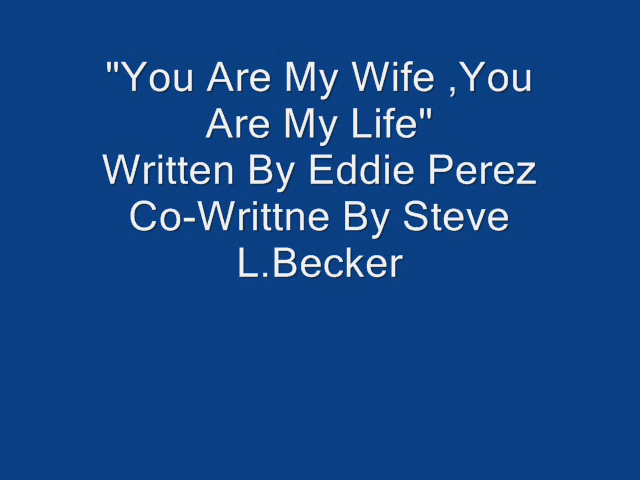 "You Are My Wife ,You
Are My Life"
Written By Eddie Perez
Co-Writtne By Steve
L.Becker